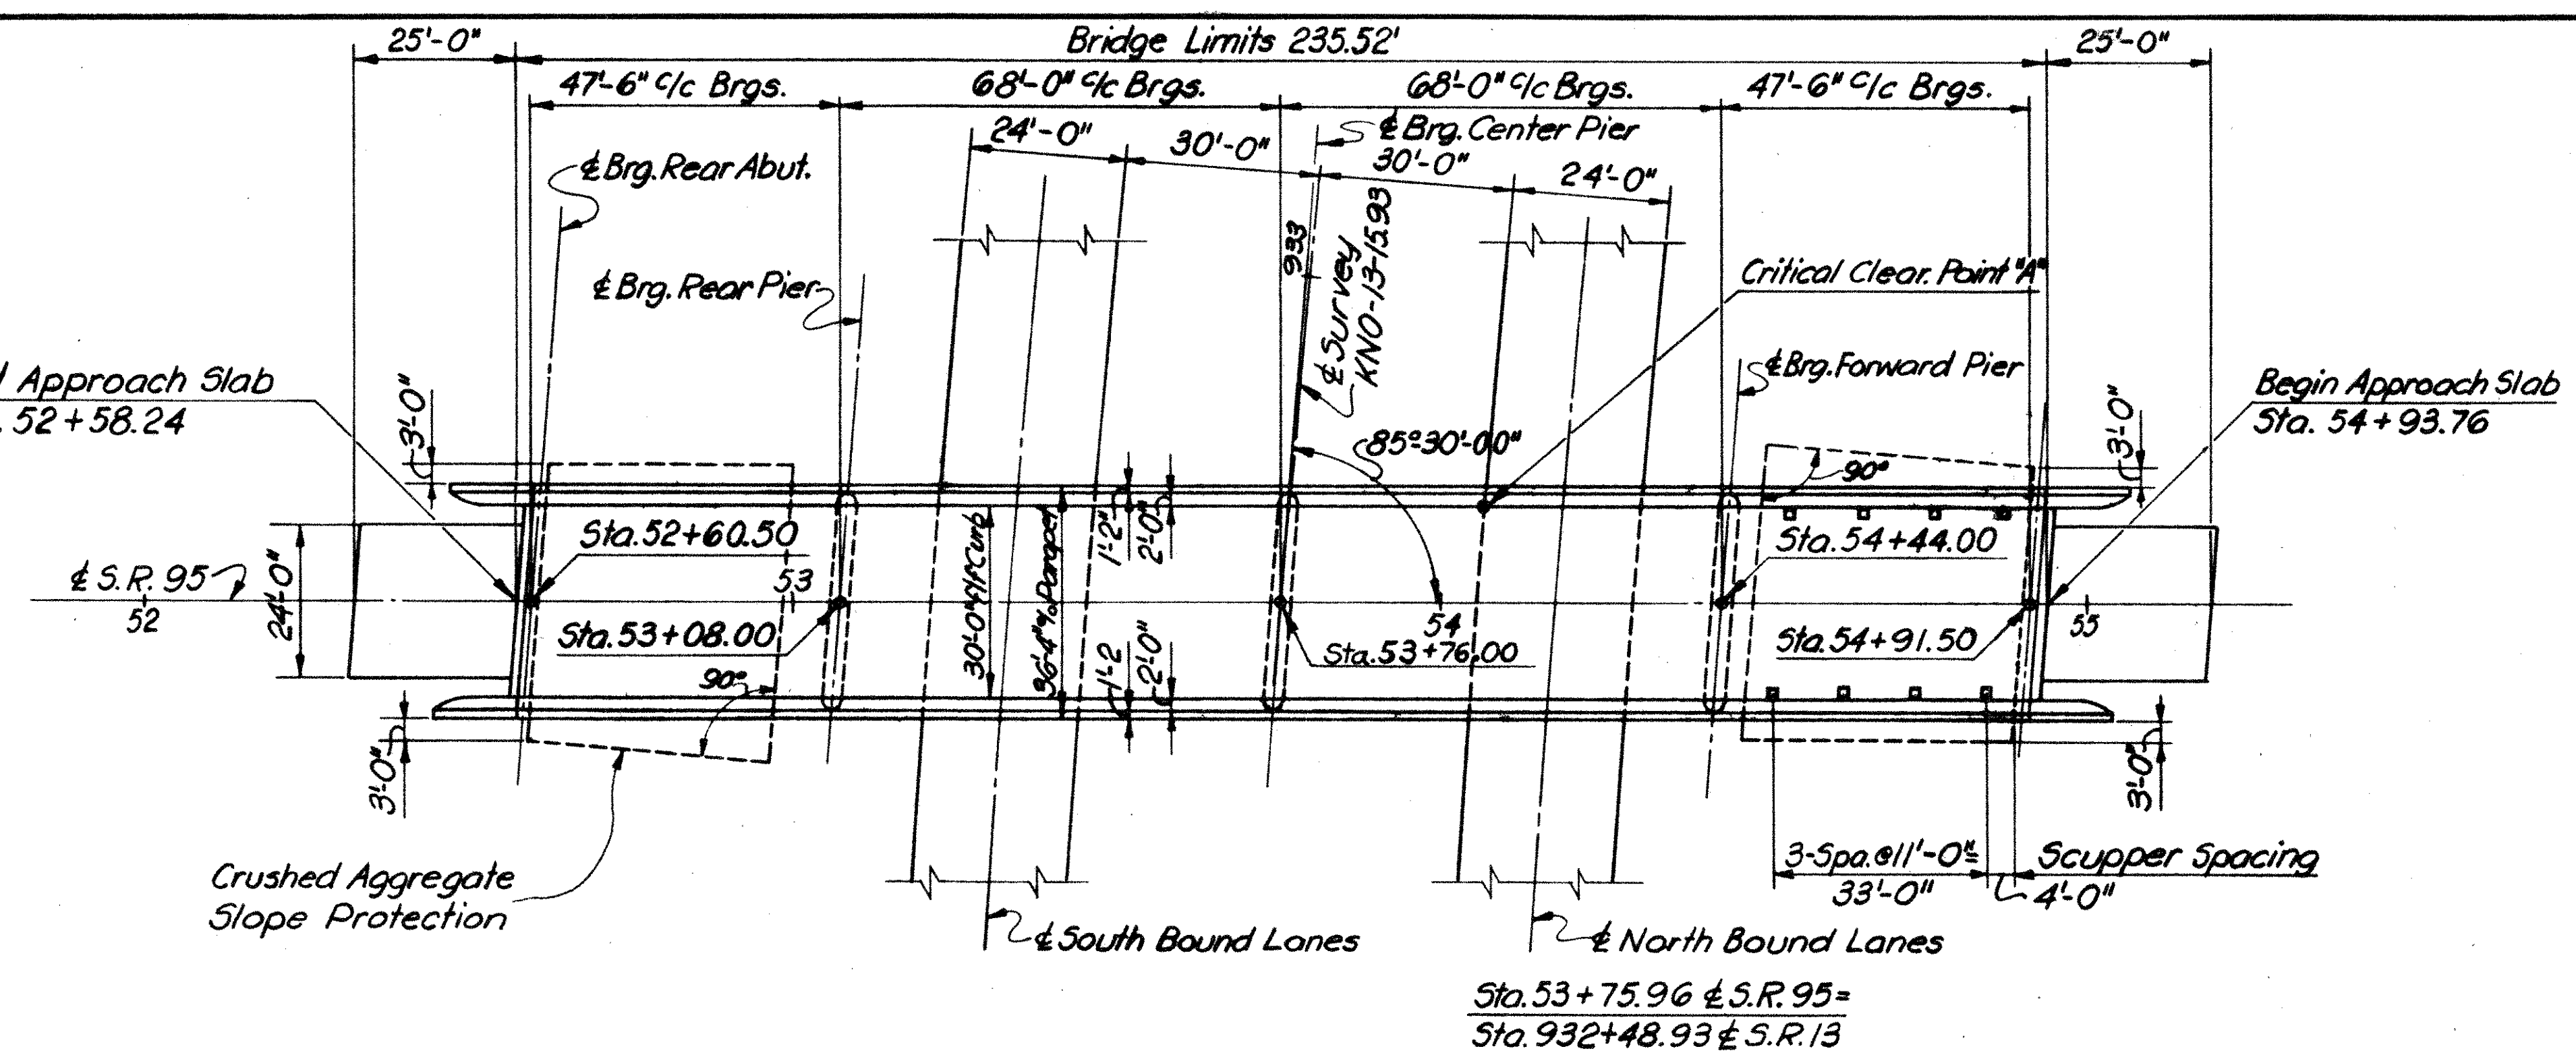 25'-0"
Bridge Limits 235.52'
25'-0"
47'-6" c/c Brgs.
68'-0" c/c Brgs.
68'-0" c/c Brgs.
47'-6" c/c Brgs.
24'-0"
30'-0"
℄ Brg. Center Pier
30'-0"
24'-0"
℄ Brg. Rear Abut.
933
℄ Survey
KNO-13-15.93
℄ Brg. Rear Pier
Critical Clear. Point "A"
℄ Brg. Forward Pier
Approach Slab
52+58.24
3'-0"
85°-30'-00"
3'-0"
Begin Approach Slab
Sta. 54+93.76
90°
Sta. 52+60.50
30'-0" f/f Curb
36'-4" o/o Parapet
1'-2"
2'-0"
Sta. 54+44.00
℄ S.R. 95
52
24'-0"
53
54
55
Sta. 53+08.00
Sta. 53+76.00
Sta. 54+91.50
1'-2
2'-0"
90°
3'-0"
3'-0"
Crushed Aggregate
Slope Protection
3-Spa.@11'-0"=
33'-0"
Scupper Spacing
4'-0"
℄ South Bound Lanes
℄ North Bound Lanes
Sta. 53+75.96 ℄ S.R. 95=
Sta. 932+48.93 ℄ S.R. 13